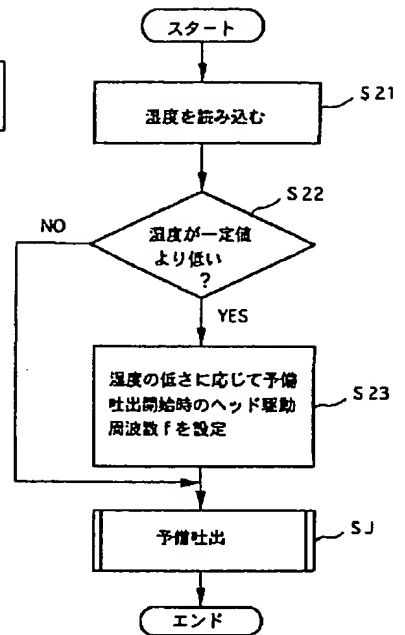 スタート
湿度を読み込む
S21
湿度が一定値
より低い
?
S22
NO
YES
湿度の低さに応じて予備
吐出開始時のヘッド駆動
周波数fを設定
S23
予備吐出
SJ
エンド